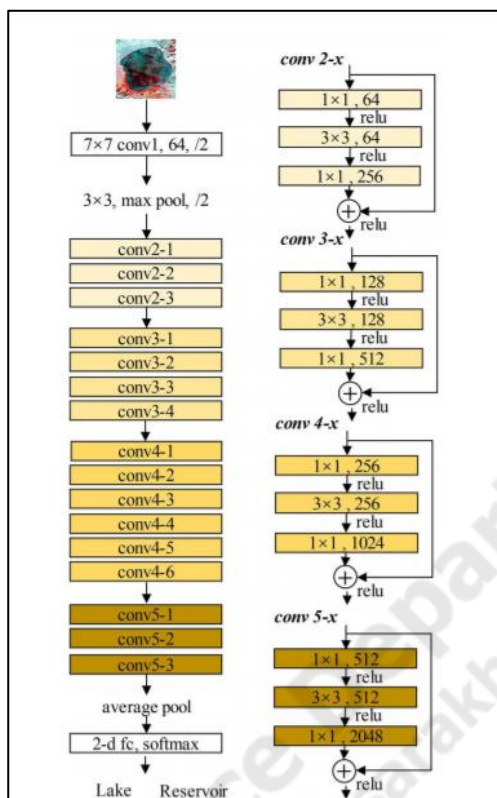 7×7 conv1, 64, /2
3×3, max pool, /2
conv2-1
conv2-2
conv2-3
conv3-1
conv3-2
conv3-3
conv3-4
conv4-1
conv4-2
conv4-3
conv4-4
conv4-5
conv4-6
conv5-1
conv5-2
conv5-3
average pool
2-d fc, softmax
Lake Reservoir
conv 2-x
1×1 , 64
relu
3×3 , 64
relu
1×1 , 256
relu
conv 3-x
1×1 , 128
relu
3×3 , 128
relu
1×1 , 512
relu
conv 4-x
1×1 , 256
relu
3×3 , 256
relu
1×1 , 1024
relu
conv 5-x
1×1 , 512
relu
3×3 , 512
relu
1×1 , 2048
relu